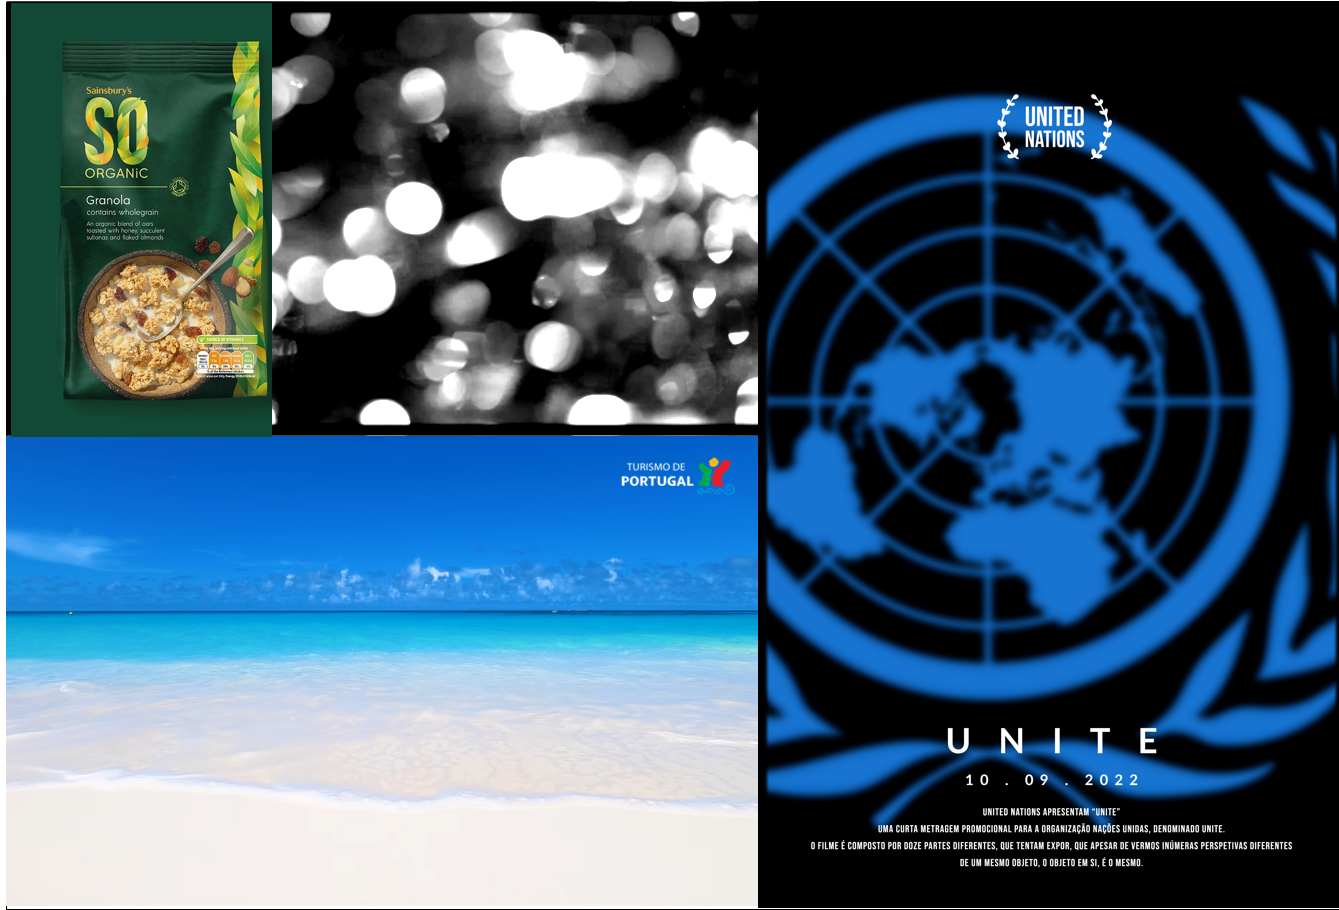 Sainsbury's
SO
ORGANIC
Granola
contains wholegrain
An organic blend of oats
roasted with honey, succulent
sultanas and flaked almonds
TURISMO DE
PORTUGAL
UNITED
NATIONS
UNITE
10 . 09 . 2022
UNITED NATIONS APRESENTAM "UNITE"
UMA CURTA METRAGEM PROMOCIONAL PARA A ORGANIZAÇÃO NAÇÕES UNIDAS, DENOMINADO UNITE.
O FILME É COMPOSTO POR DOZE PARTES DIFERENTES, QUE TENTAM EXPOR, QUE APESAR DE VERMOS INÚMERAS PERSPETIVAS DIFERENTES
DE UM MESMO OBJETO, O OBJETO EM SI, É O MESMO.